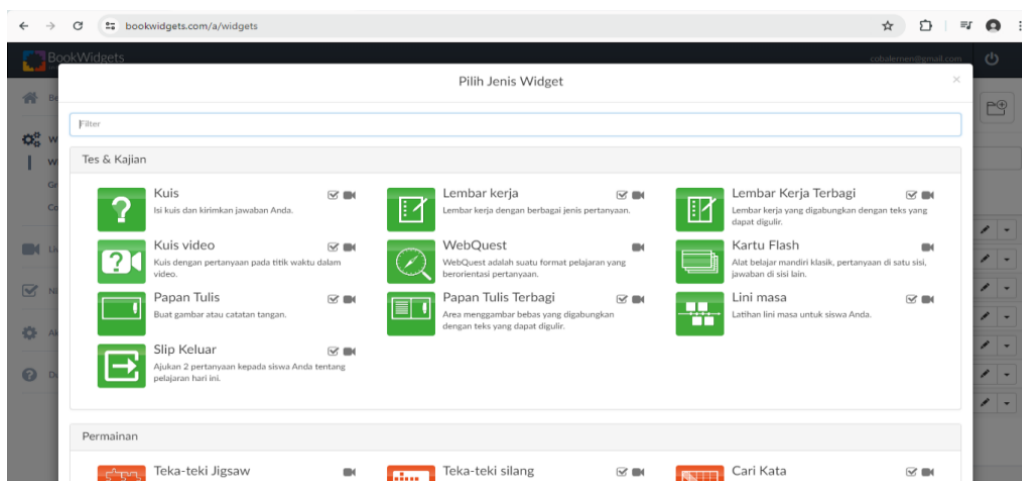 bookwidgets.com/a/widgets
BookWidgets
cobalernen@gmail.com
Pilih Jenis Widget
Filter
Tes & Kajian
Kuis
Isi kuis dan kirimkan jawaban Anda.
Lembar kerja
Lembar kerja dengan berbagai jenis pertanyaan.
Lembar Kerja Terbagi
Lembar kerja yang digabungkan dengan teks yang
dapat digulir.
Kuis video
Kuis dengan pertanyaan pada titik waktu dalam
video.
WebQuest
WebQuest adalah suatu format pelajaran yang
berorientasi pertanyaan.
Kartu Flash
Alat belajar mandiri klasik, pertanyaan di satu sisi,
jawaban di sisi lain.
Papan Tulis
Buat gambar atau catatan tangan.
Papan Tulis Terbagi
Area menggambar bebas yang digabungkan
dengan teks yang dapat digulir.
Lini masa
Latihan lini masa untuk siswa Anda.
Slip Keluar
Ajukan 2 pertanyaan kepada siswa Anda tentang
pelajaran hari ini.
Permainan
Teka-teki Jigsaw
Teka-teki silang
Cari Kata